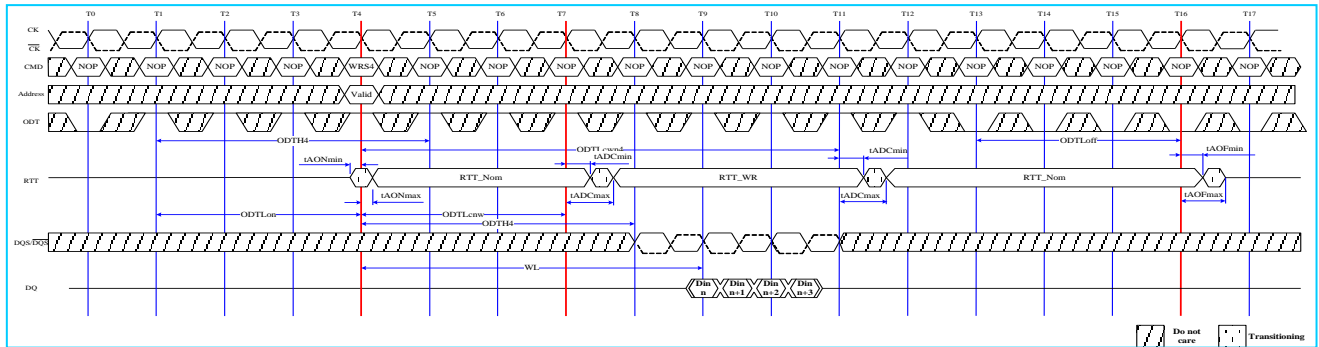 T0 T1 T2 T3 T4 T5 T6 T7 T8 T9 T10 T11 T12 T13 T14 T15 T16 T17
CK
CK
CMD NOP NOP NOP NOP WRS4 NOP NOP NOP NOP NOP NOP NOP NOP NOP NOP NOP NOP NOP
Address Valid
ODT
ODTH4 ODTLcwn4 ODTLoff
tAONmin tADCmin tADCmin tAOFmin
RTT RTT_Nom RTT_WR RTT_Nom
tAONmax tADCmax tADCmax tAOFmax
ODTLon ODTLcnw
ODTH4
DQS/DQS
WL
DQ Din n Din n+1 Din n+2 Din n+3
Do not care Transitioning